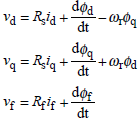 v_d = R_s i_d + dϕ_d/dt − ω_r ϕ_q
v_q = R_s i_q + dϕ_q/dt + ω_r ϕ_d
v_f = R_f i_f + dϕ_f/dt